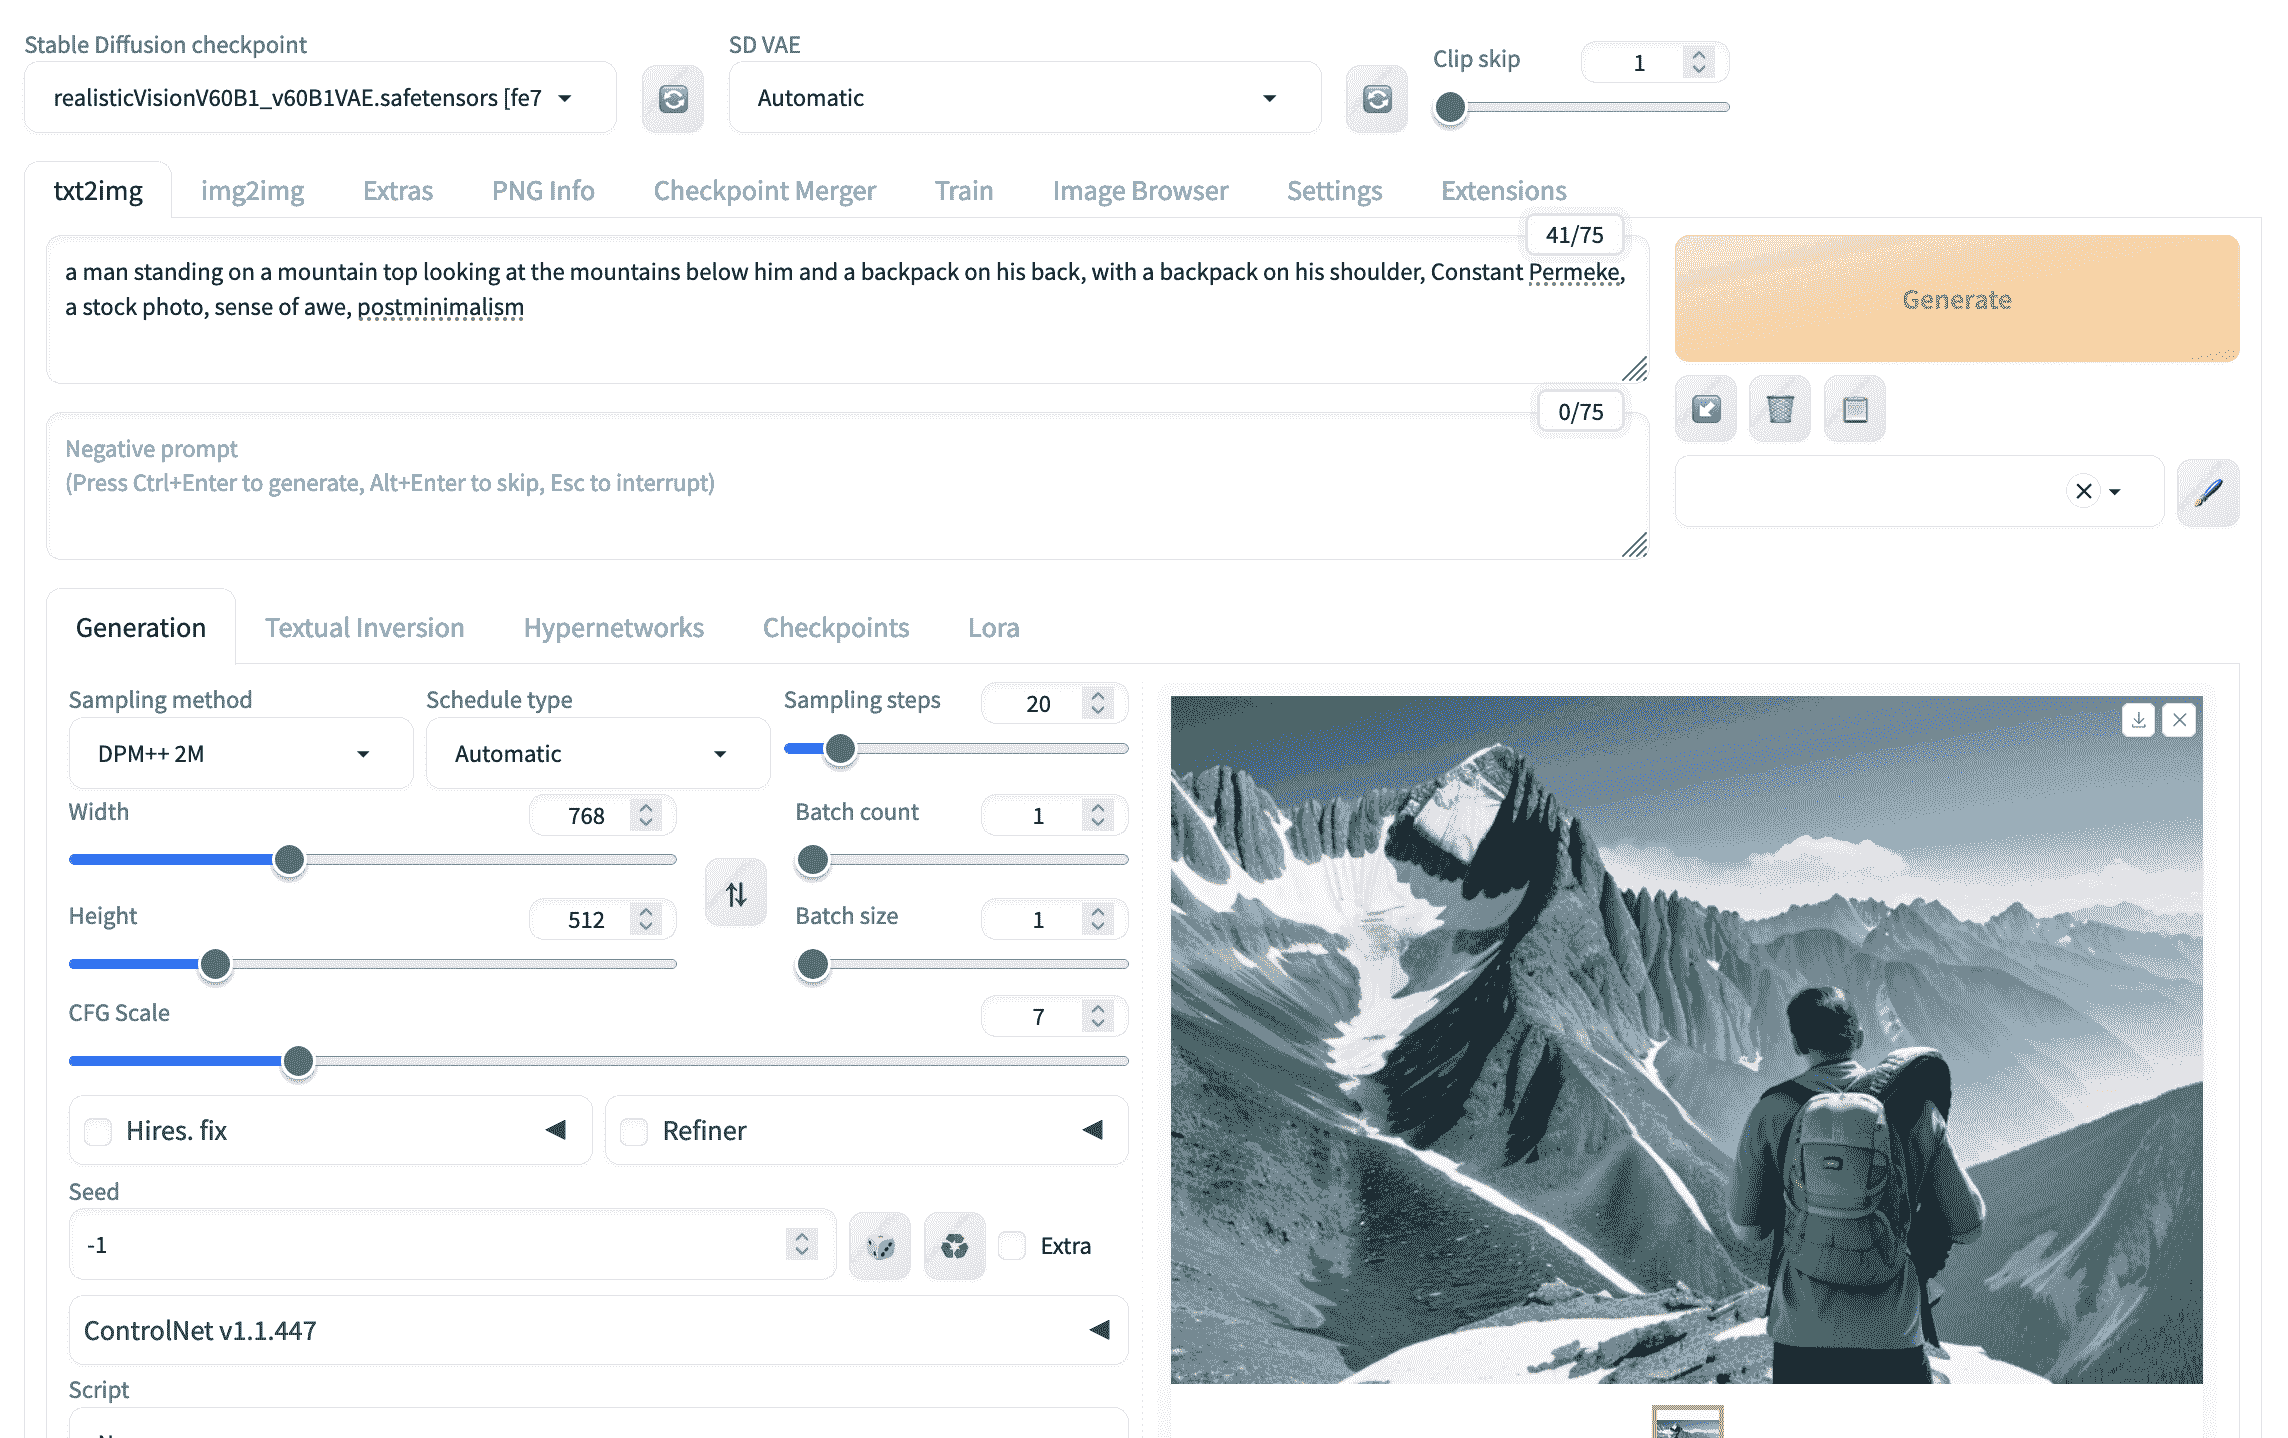 Stable Diffusion checkpoint
SD VAE
Clip skip
1
realisticVisionV60B1_v60B1VAE.safetensors [fe7
Automatic
txt2img
img2img
Extras
PNG Info
Checkpoint Merger
Train
Image Browser
Settings
Extensions
41/75
a man standing on a mountain top looking at the mountains below him and a backpack on his back, with a backpack on his shoulder, Constant Permeke,
a stock photo, sense of awe, postminimalism
Generate
0/75
Negative prompt
(Press Ctrl+Enter to generate, Alt+Enter to skip, Esc to interrupt)
Generation
Textual Inversion
Hypernetworks
Checkpoints
Lora
Sampling method
Schedule type
Sampling steps
20
DPM++ 2M
Automatic
Width
768
Batch count
1
Height
512
Batch size
1
CFG Scale
7
Hires. fix
Refiner
Seed
-1
Extra
ControlNet v1.1.447
Script